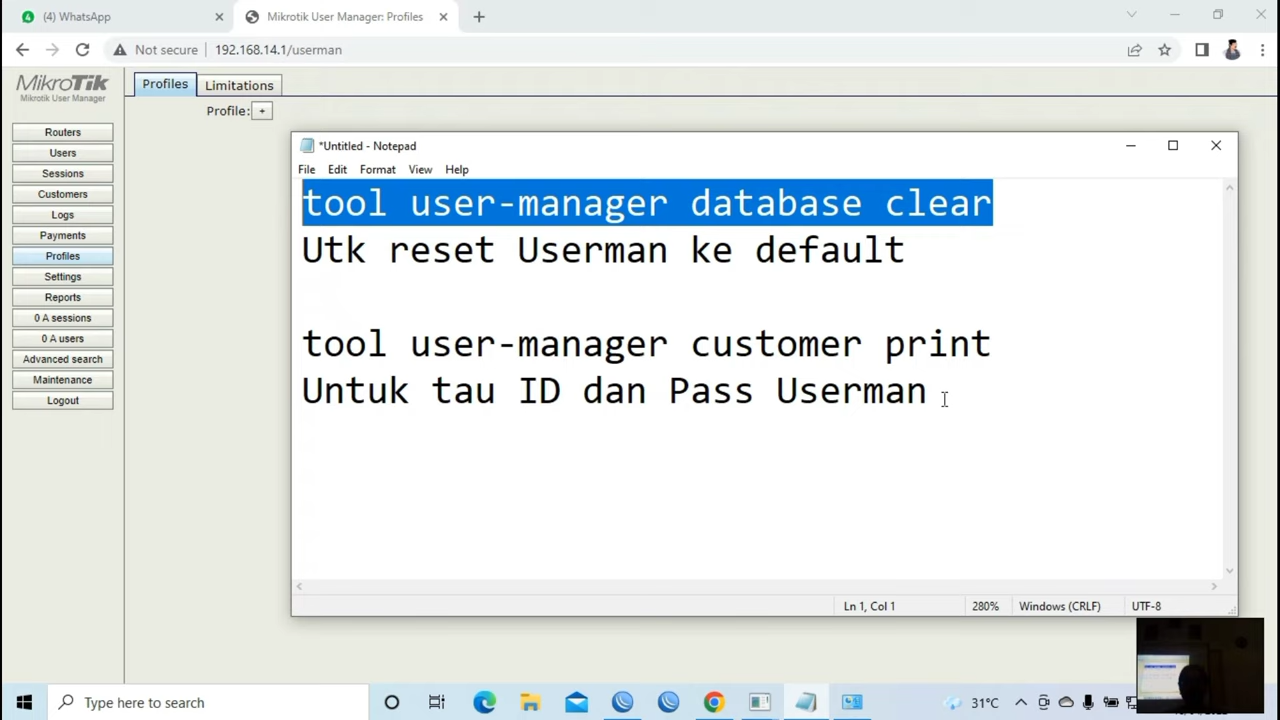 (4) WhatsApp
Mikrotik User Manager: Profiles
Not secure
192.168.14.1/userman
MikroTik
Mikrotik User Manager
Routers
Users
Sessions
Customers
Logs
Payments
Profiles
Settings
Reports
0 A sessions
0 A users
Advanced search
Maintenance
Logout
Profiles
Limitations
Profile: +
*Untitled - Notepad
File Edit Format View Help
tool user-manager database clear
Utk reset Userman ke default
tool user-manager customer print
Untuk tau ID dan Pass Userman
Ln 1, Col 1
280%
Windows (CRLF)
UTF-8
Type here to search
31°C